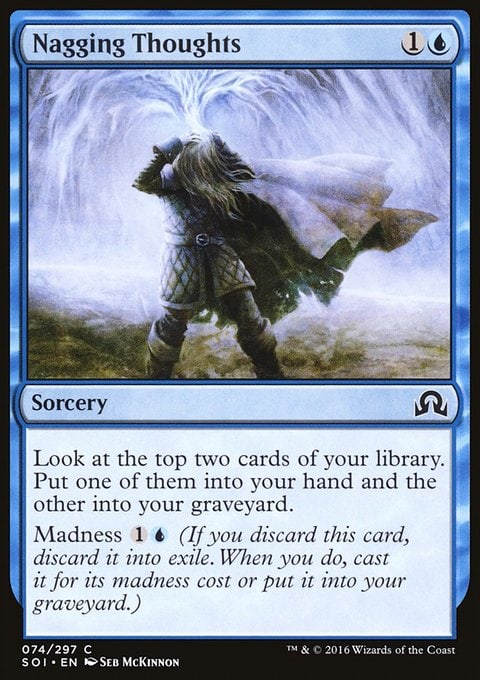 Nagging Thoughts 1
Sorcery
Look at the top two cards of your library.
Put one of them into your hand and the
other into your graveyard.
Madness 1 (If you discard this card,
discard it into exile. When you do, cast
it for its madness cost or put it into your
graveyard.)
074/297 C
SOI • EN Seb McKinnon
™ & © 2016 Wizards of the Coast